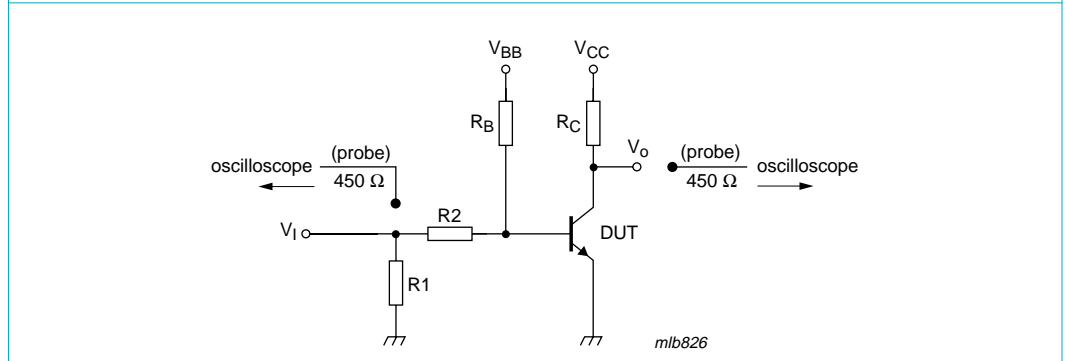 V_BB V_CC
R_B R_C
(probe) V_o (probe)
oscilloscope 450 Ω 450 Ω oscilloscope
R2
V_I DUT
R1
mlb826